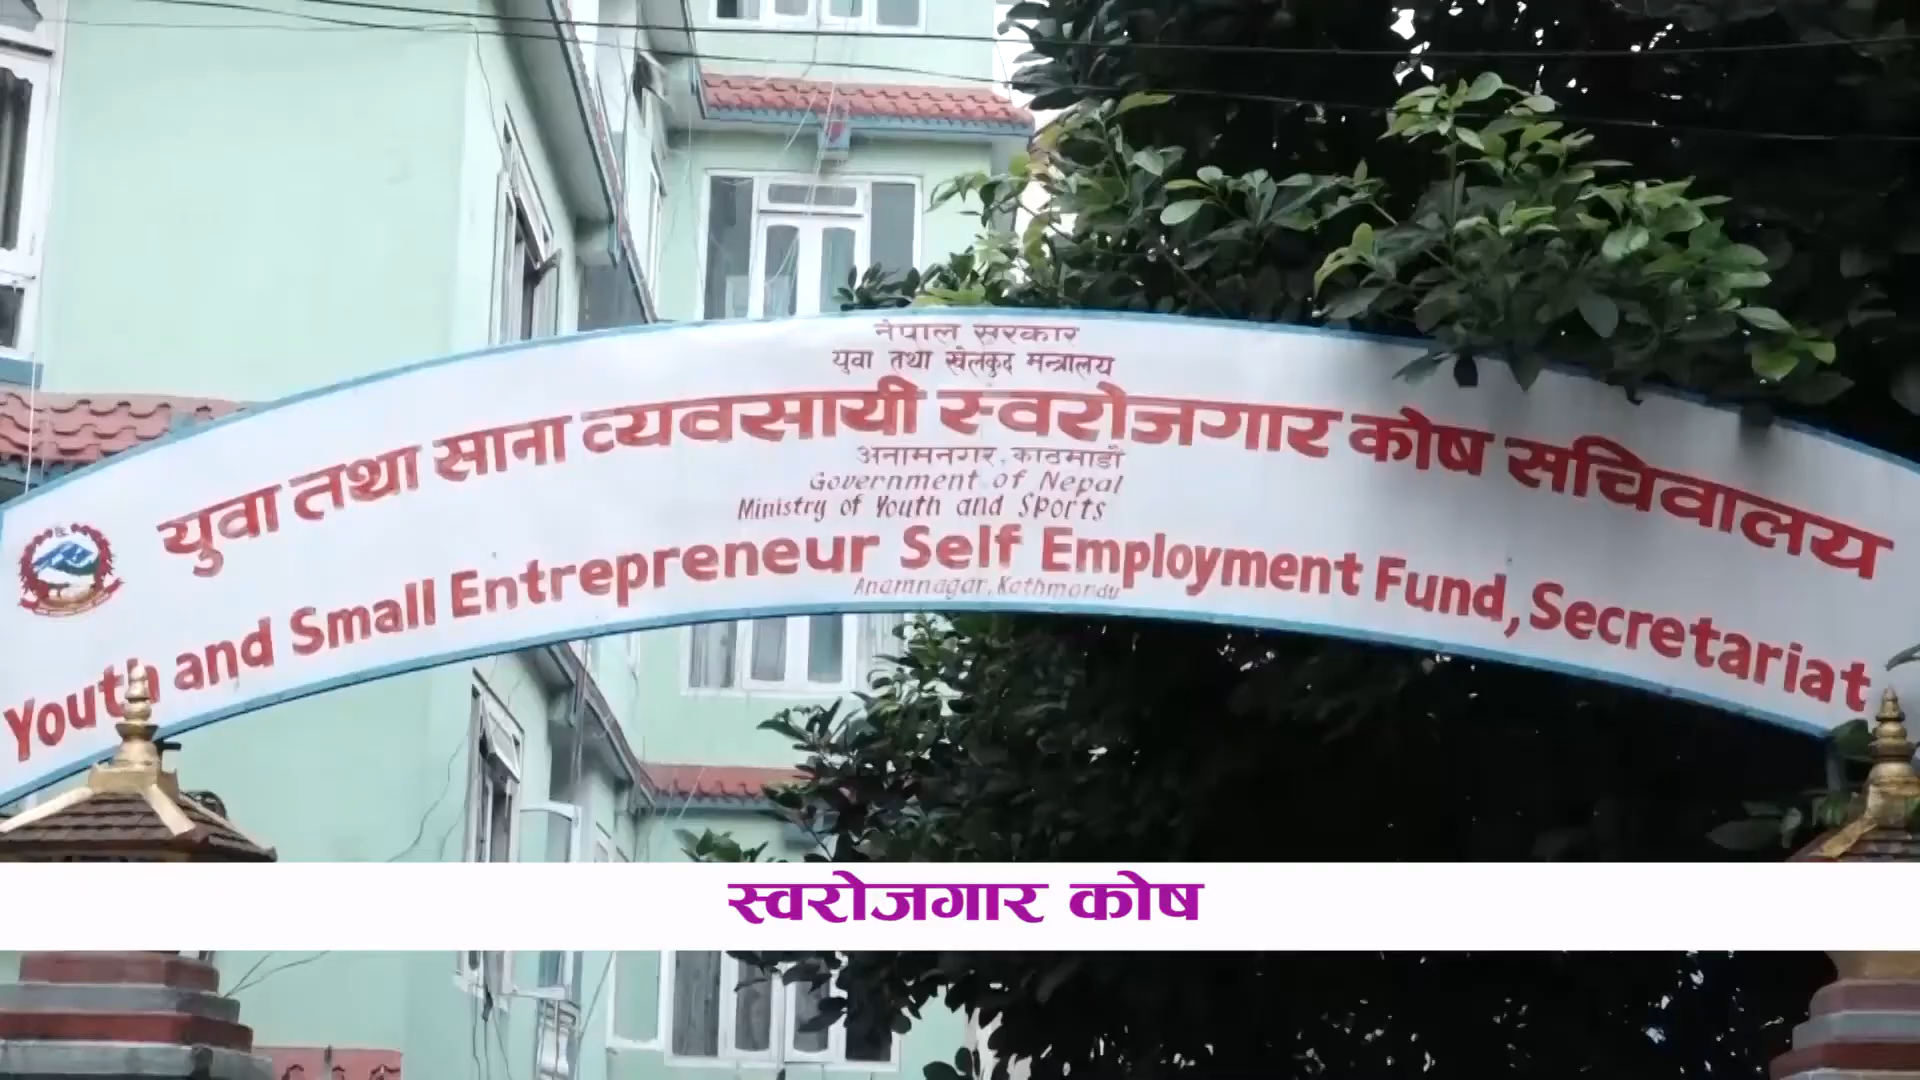 नेपाल सरकार
युवा तथा खेलकुद मन्त्रालय
युवा तथा साना व्यवसायी स्वरोजगार कोष सचिवालय
अनामनगर, काठमाडौं
Government of Nepal
Ministry of Youth and Sports
Youth and Small Entrepreneur Self Employment Fund, Secretariat
Anamnagar, Kathmandu
स्वरोजगार कोष